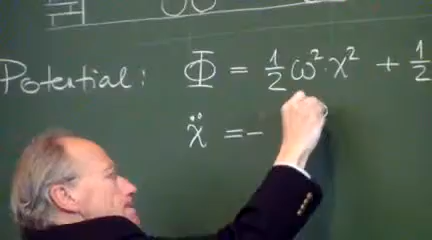 Potential: Φ = 1/2 ω²·x² + 1/2
ẍ = -